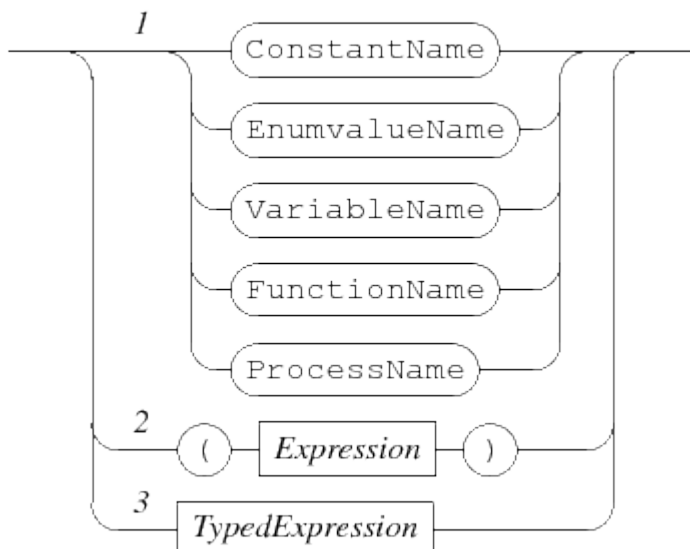 1
ConstantName
EnumvalueName
VariableName
FunctionName
ProcessName
2
( Expression )
3
TypedExpression